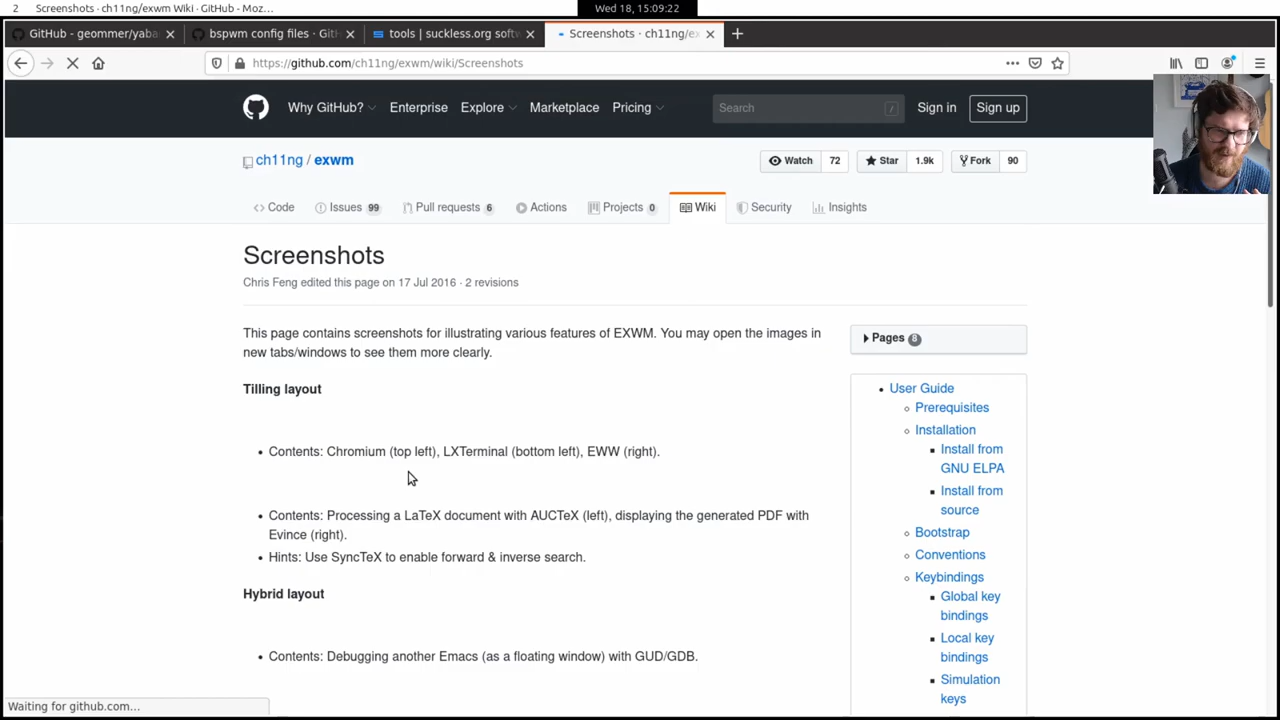 2 Screenshots · ch11ng/exwm Wiki · GitHub - Moz…
Wed 18, 15:09:22
GitHub - geommer/yaba
bspwm config files · GitH
tools | suckless.org softw
Screenshots · ch11ng/ex
https://github.com/ch11ng/exwm/wiki/Screenshots
Why GitHub?
Enterprise
Explore
Marketplace
Pricing
Search
/
Sign in
Sign up
ch11ng / exwm
Watch 72
Star 1.9k
Fork 90
Code
Issues 99
Pull requests 6
Actions
Projects 0
Wiki
Security
Insights
Screenshots
Chris Feng edited this page on 17 Jul 2016 · 2 revisions
This page contains screenshots for illustrating various features of EXWM. You may open the images in
new tabs/windows to see them more clearly.
Tilling layout
• Contents: Chromium (top left), LXTerminal (bottom left), EWW (right).
• Contents: Processing a LaTeX document with AUCTeX (left), displaying the generated PDF with
Evince (right).
• Hints: Use SyncTeX to enable forward & inverse search.
Hybrid layout
• Contents: Debugging another Emacs (as a floating window) with GUD/GDB.
Pages 8
User Guide
Prerequisites
Installation
Install from
GNU ELPA
Install from
source
Bootstrap
Conventions
Keybindings
Global key
bindings
Local key
bindings
Simulation
keys
Waiting for github.com…